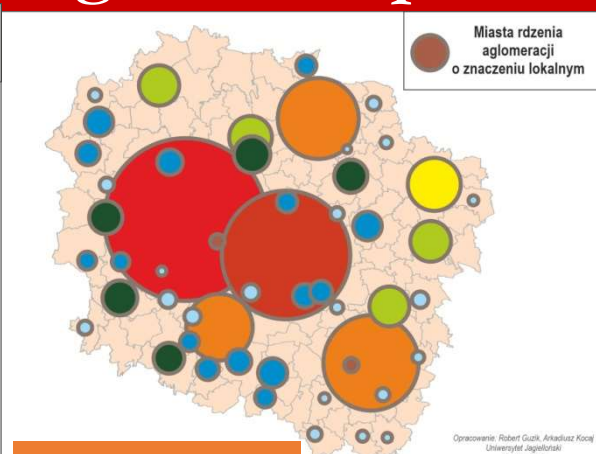 Miasta rdzenia
aglomeracji
o znaczeniu lokalnym
Opracowanie: Robert Guzik, Arkadiusz Kocaj
Uniwersytet Jagielloński